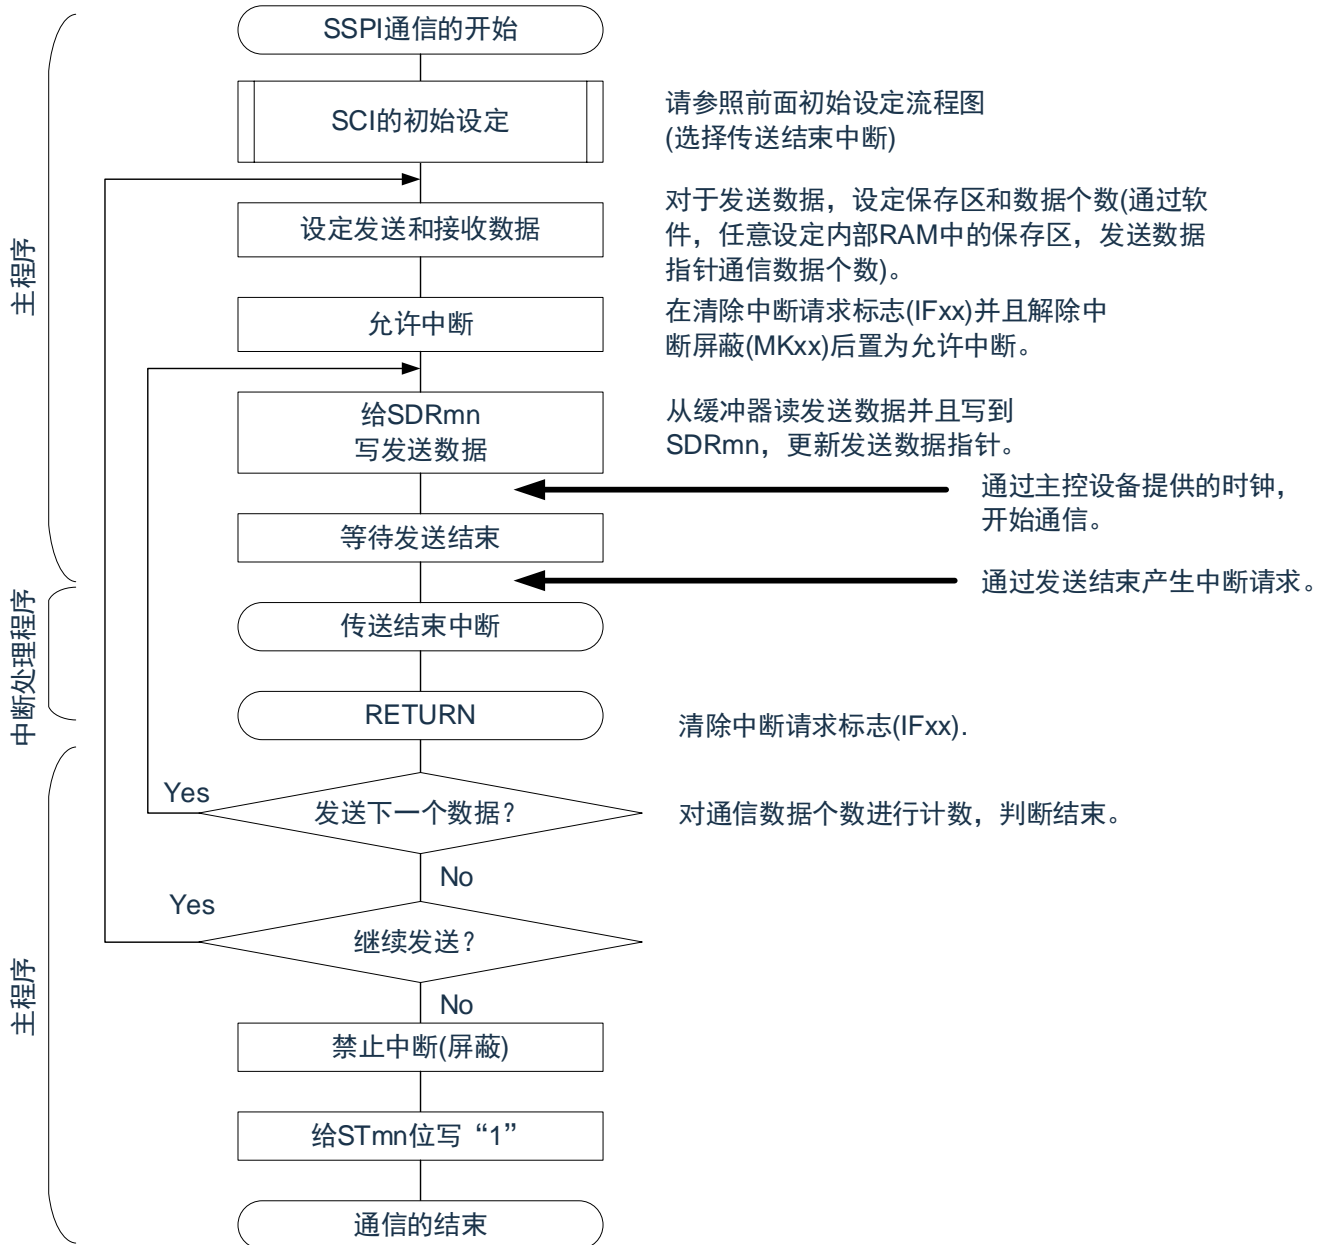 SSPI通信的开始
SCI的初始设定
请参照前面初始设定流程图
(选择传送结束中断)
设定发送和接收数据
对于发送数据，设定保存区和数据个数(通过软
件，任意设定内部RAM中的保存区，发送数据
指针通信数据个数)。
主程序
允许中断
在清除中断请求标志(IFxx)并且解除中
断屏蔽(MKxx)后置为允许中断。
给SDRmn
写发送数据
从缓冲器读发送数据并且写到
SDRmn，更新发送数据指针。
通过主控设备提供的时钟，
开始通信。
等待发送结束
通过发送结束产生中断请求。
中断处理程序
传送结束中断
RETURN
清除中断请求标志(IFxx).
Yes
发送下一个数据？
对通信数据个数进行计数，判断结束。
No
Yes
继续发送？
主程序
No
禁止中断(屏蔽)
给STmn位写“1”
通信的结束